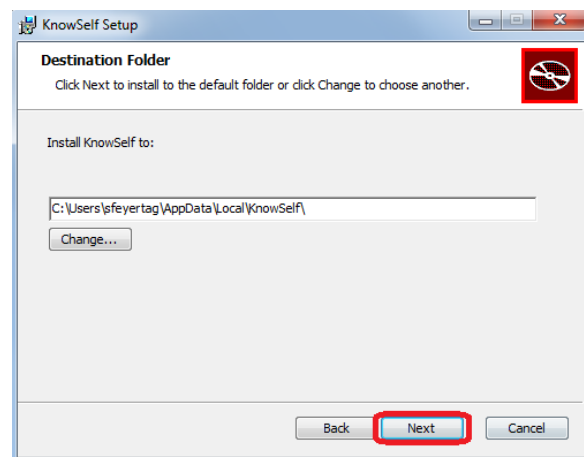 KnowSelf Setup
Destination Folder
Click Next to install to the default folder or click Change to choose another.
Install KnowSelf to:
C:\Users\sfeyertag\AppData\Local\KnowSelf\
Change...
Back Next Cancel